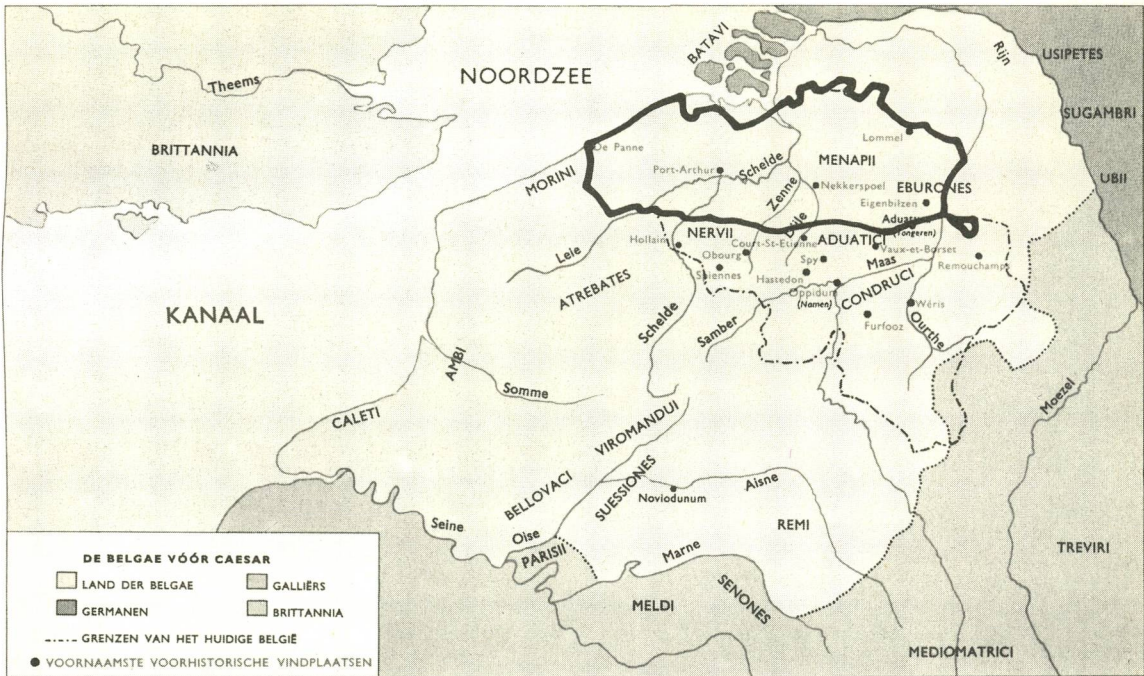 NOORDZEE
BATAVI
Rijn
USIPETES
SUGAMBRI
Theems
BRITTANNIA
Lommel
De Panne
MORINI
Port-Arthur
Schelde
MENAPII
UBII
Zenne
Nekkerspoel
EBURONES
Eigenbilzen
(Tongeren)
NERVII
Hollain
Leie
Court-St-Etienne
ADUATICI
Vaux-et-Borset
Obourg
Spy
Maas
Remouchamps
Hastedon
ATREBATES
Oppidum
(Namen)
CONDRUCI
Wéris
KANAAL
Schelde
Samber
Furfooz
Ourthe
AMBI
Somme
Moezel
CALETI
VIROMANDUI
BELLOVACI
SUESSIONES
Noviodunum
Aisne
Seine
Oise
REMI
PARISII
Marne
TREVIRI
MELDI
SENONES
MEDIOMATRICI
DE BELGAE VÓÓR CAESAR
LAND DER BELGAE
GALLIËRS
GERMANEN
BRITTANNIA
GRENZEN VAN HET HUIDIGE BELGIË
VOORNAAMSTE VOORHISTORISCHE VINDPLAATSEN